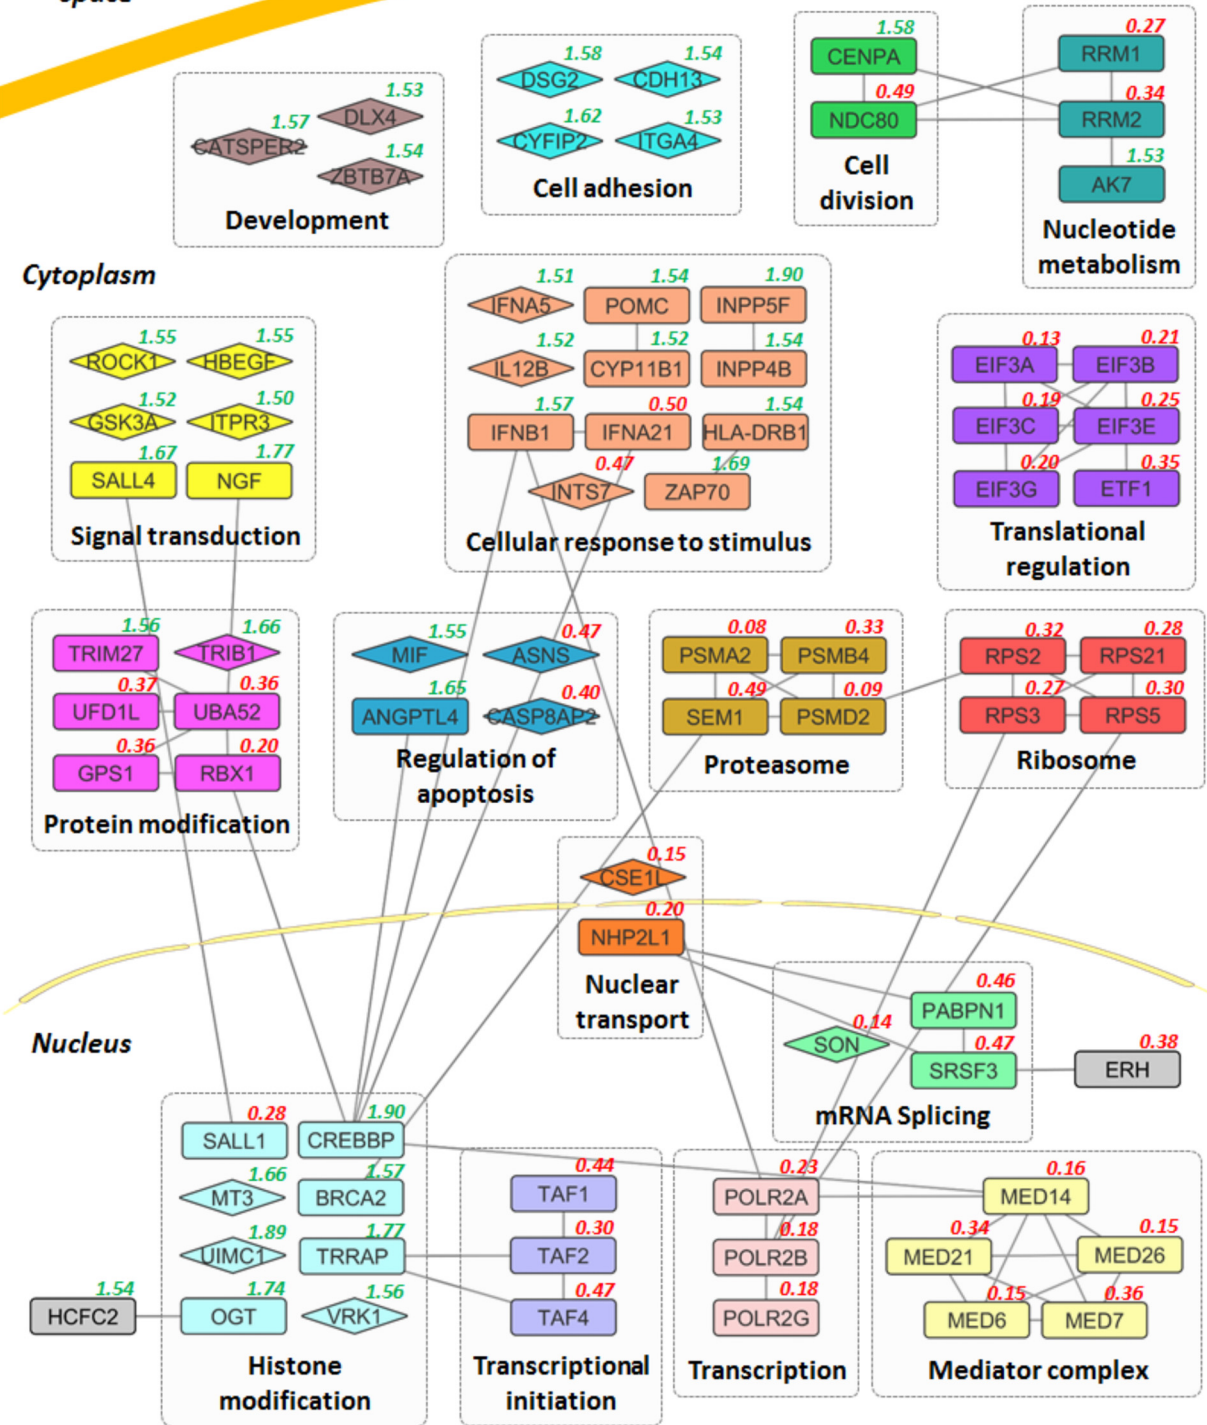 space
1.53
DLX4
1.57
CATSPER2
1.54
ZBTB7A
Development
1.58
DSG2
1.54
CDH13
1.62
CYFIP2
1.53
ITGA4
Cell adhesion
1.58
CENPA
0.49
NDC80
Cell
division
0.27
RRM1
0.34
RRM2
1.53
AK7
Nucleotide
metabolism
Cytoplasm
1.55
ROCK1
1.55
HBEGF
1.52
GSK3A
1.50
ITPR3
1.67
SALL4
1.77
NGF
Signal transduction
1.51
IFNA5
1.54
POMC
1.90
INPP5F
1.52
IL12B
1.52
CYP11B1
1.54
INPP4B
1.57
IFNB1
0.50
IFNA21
1.54
HLA-DRB1
0.47
INTS7
1.69
ZAP70
Cellular response to stimulus
0.13
EIF3A
0.21
EIF3B
0.19
EIF3C
0.25
EIF3E
0.20
EIF3G
0.35
ETF1
Translational
regulation
1.56
TRIM27
1.66
TRIB1
0.37
UFD1L
0.36
UBA52
0.36
GPS1
0.20
RBX1
Protein modification
1.55
MIF
0.47
ASNS
1.65
ANGPTL4
0.40
CASP8AP2
Regulation of
apoptosis
0.08
PSMA2
0.33
PSMB4
0.49
SEM1
0.09
PSMD2
Proteasome
0.32
RPS2
0.28
RPS21
0.27
RPS3
0.30
RPS5
Ribosome
0.15
CSE1L
0.20
NHP2L1
Nuclear
transport
Nucleus
0.46
PABPN1
0.14
SON
0.47
SRSF3
mRNA Splicing
0.38
ERH
0.28
SALL1
1.90
CREBBP
1.66
MT3
1.57
BRCA2
1.89
UIMC1
1.77
TRRAP
1.54
HCFC2
1.74
OGT
1.56
VRK1
Histone
modification
0.44
TAF1
0.30
TAF2
0.47
TAF4
Transcriptional
initiation
0.23
POLR2A
0.18
POLR2B
0.18
POLR2G
Transcription
0.16
MED14
0.34
MED21
0.15
MED26
0.15
MED6
0.36
MED7
Mediator complex